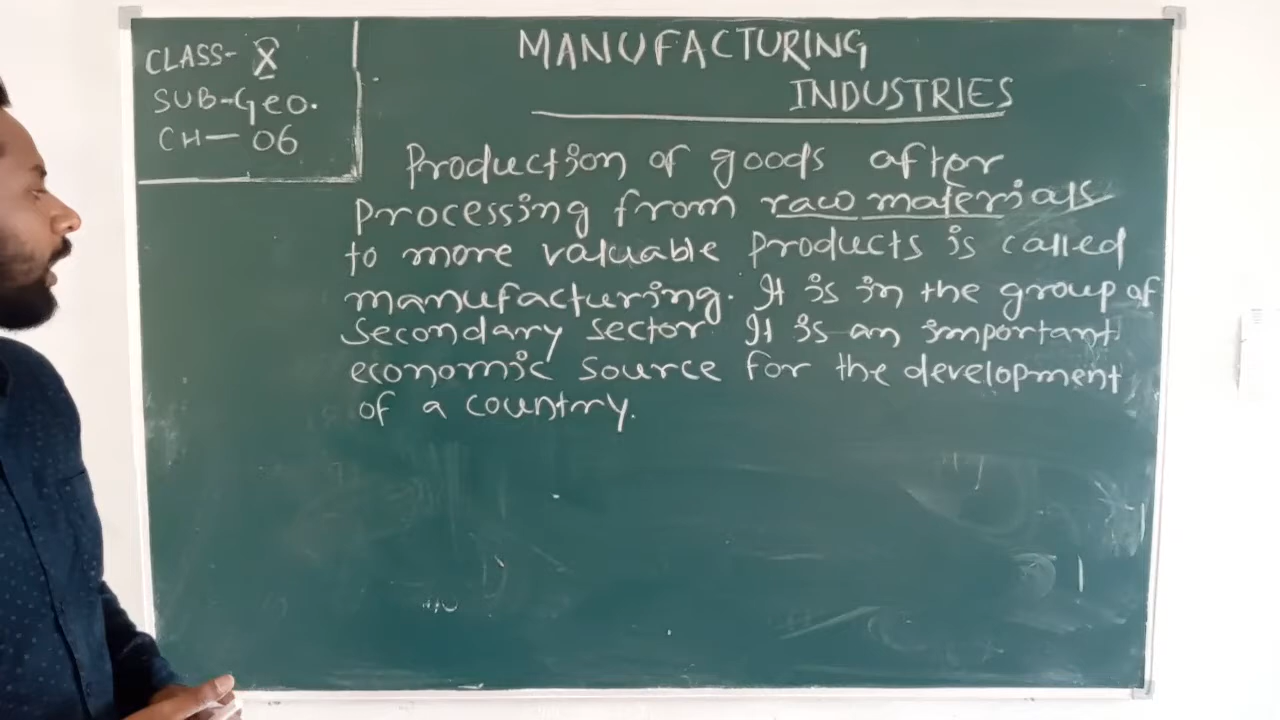 CLASS- X
SUB-Geo.
CH- 06
MANUFACTURING
INDUSTRIES
Production of goods after
processing from raw materials
to more valuable products is called
manufacturing. It is in the group of
secondary sector It is an important
economic source for the development
of a country.